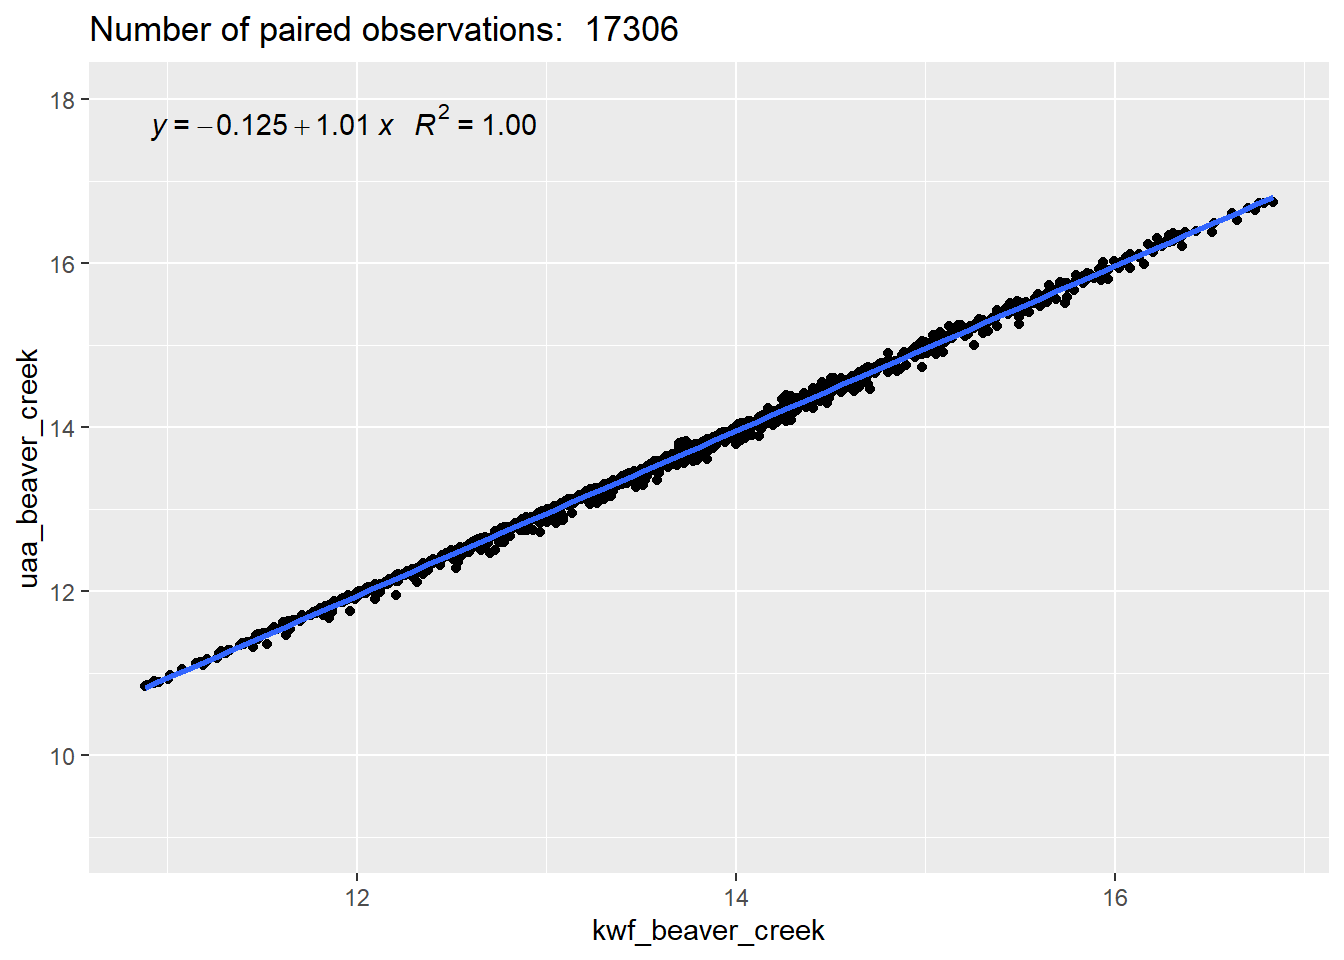 Number of paired observations:  17306
y = −0.125 + 1.01 x  R² = 1.00
18
16
14
12
10
uaa_beaver_creek
12 14 16
kwf_beaver_creek